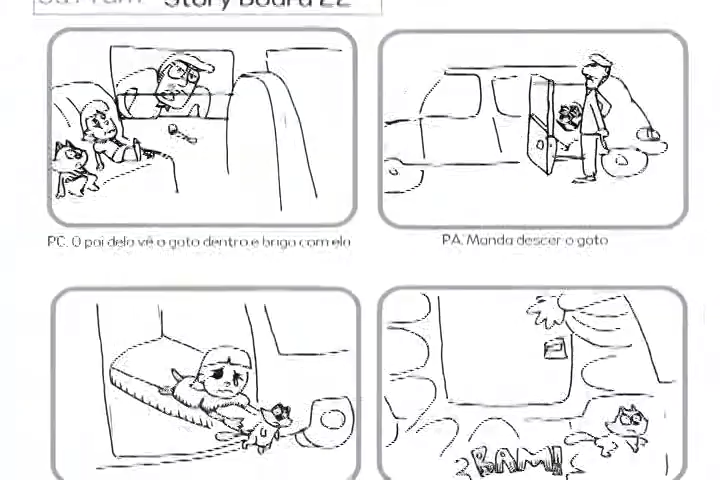 Story Board 22
PC. O pai dela vê o gato dentro e briga com ela
PA. Manda descer o gato
BAM!!